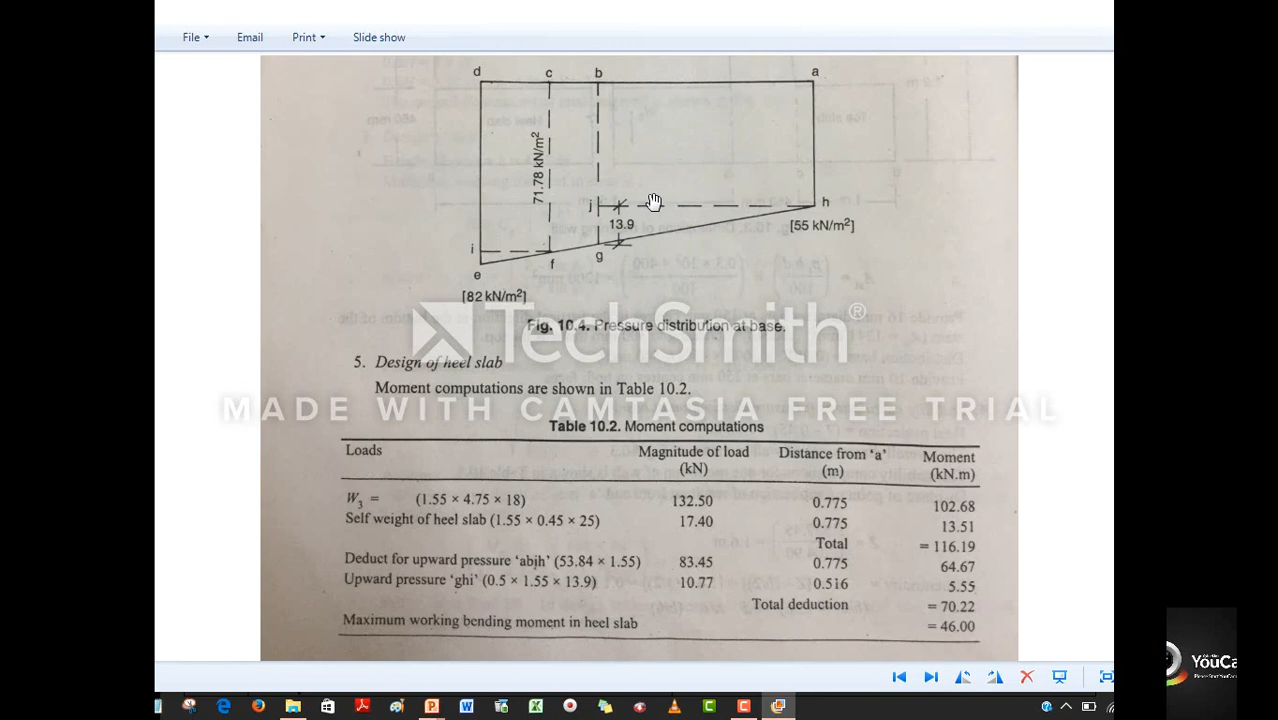 File Email Print Slide show
d c b a
71.78 kN/m²
j h
13.9
[55 kN/m²]
i
e f g
[82 kN/m²]
Fig. 10.4. Pressure distribution at base.
TechSmith®
5. Design of heel slab
Moment computations are shown in Table 10.2.
MADE WITH CAMTASIA FREE TRIAL
Table 10.2. Moment computations
Loads Magnitude of load (kN) Distance from 'a' (m) Moment (kN.m)
W₃ = (1.55 × 4.75 × 18) 132.50 0.775 102.68
Self weight of heel slab (1.55 × 0.45 × 25) 17.40 0.775 13.51
Total = 116.19
Deduct for upward pressure 'abjh' (53.84 × 1.55) 83.45 0.775 64.67
Upward pressure 'ghi' (0.5 × 1.55 × 13.9) 10.77 0.516 5.55
Total deduction = 70.22
Maximum working bending moment in heel slab = 46.00
YouCa